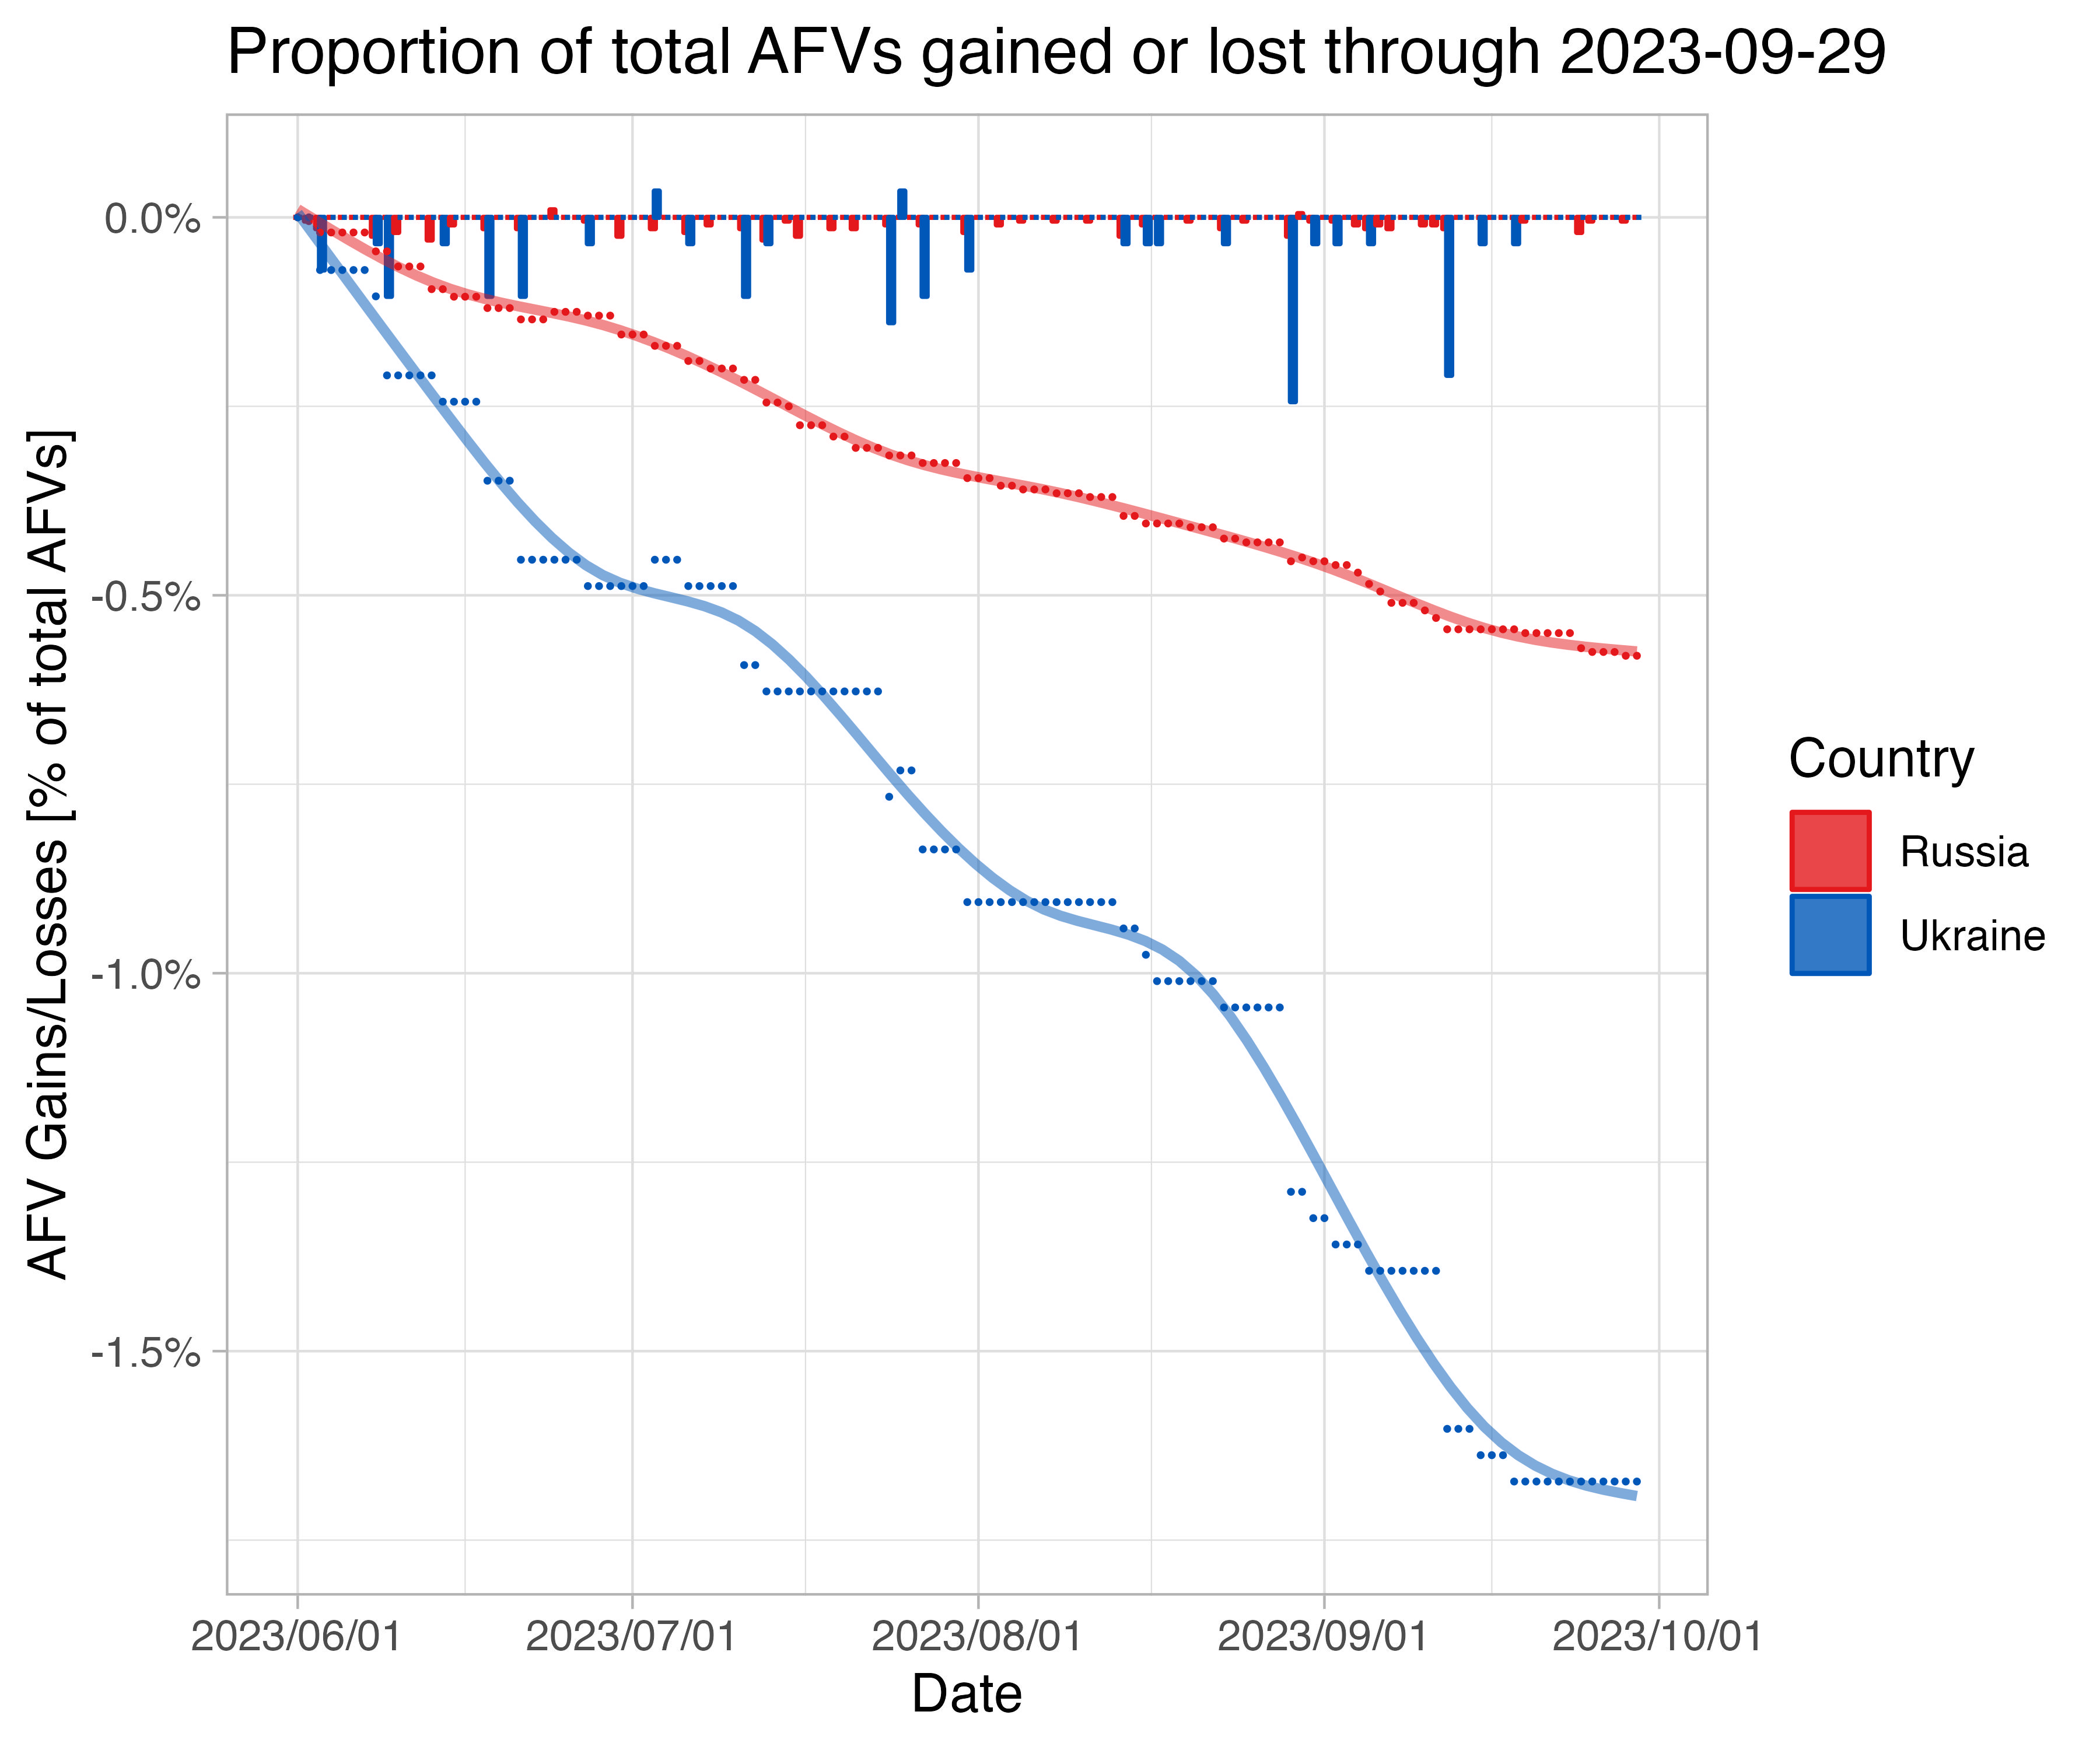 Proportion of total AFVs gained or lost through 2023-09-29
AFV Gains/Losses [% of total AFVs]
0.0%
-0.5%
-1.0%
-1.5%
2023/06/01
2023/07/01
2023/08/01
2023/09/01
2023/10/01
Date
Country
Russia
Ukraine